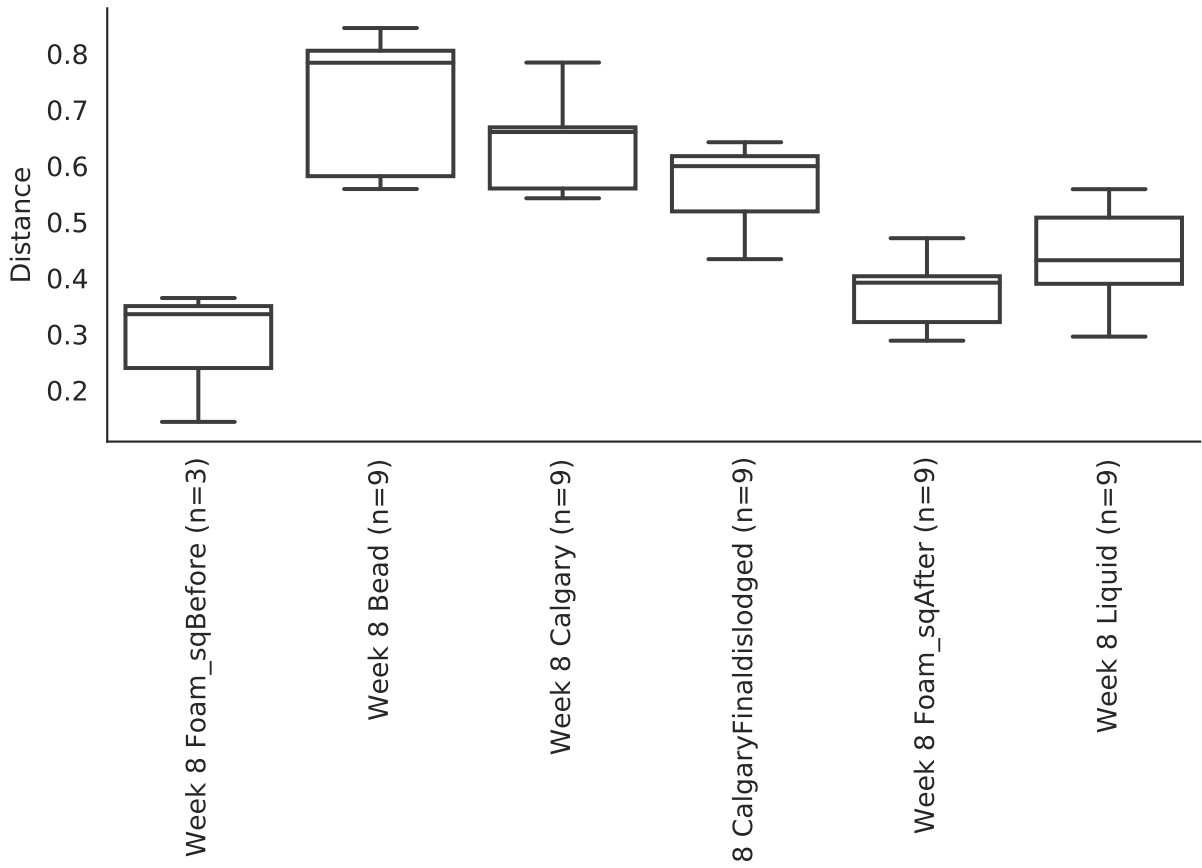 Distance
0.8
0.7
0.6
0.5
0.4
0.3
0.2
Week 8 Foam_sqBefore (n=3)
Week 8 Bead (n=9)
Week 8 Calgary (n=9)
8 CalgaryFinaldislodged (n=9)
Week 8 Foam_sqAfter (n=9)
Week 8 Liquid (n=9)